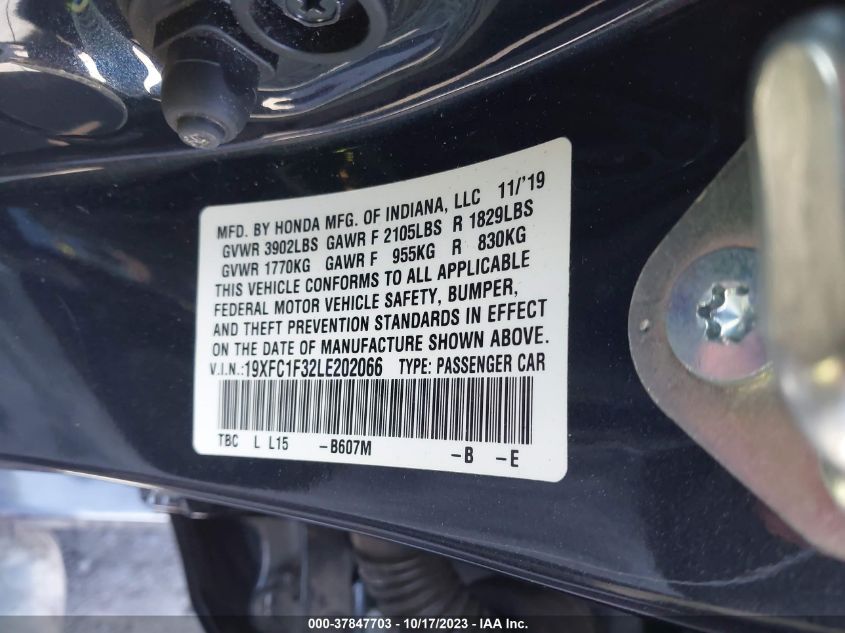 MFD. BY HONDA MFG. OF INDIANA, LLC 11/'19
GVWR 3902LBS GAWR F 2105LBS R 1829LBS
GVWR 1770KG GAWR F 955KG R 830KG
THIS VEHICLE CONFORMS TO ALL APPLICABLE
FEDERAL MOTOR VEHICLE SAFETY, BUMPER,
AND THEFT PREVENTION STANDARDS IN EFFECT
ON THE DATE OF MANUFACTURE SHOWN ABOVE.
V.I.N.:19XFC1F32LE202066 TYPE: PASSENGER CAR
TBC L L15 -B607M -B -E
000-37847703 - 10/17/2023 - IAA Inc.